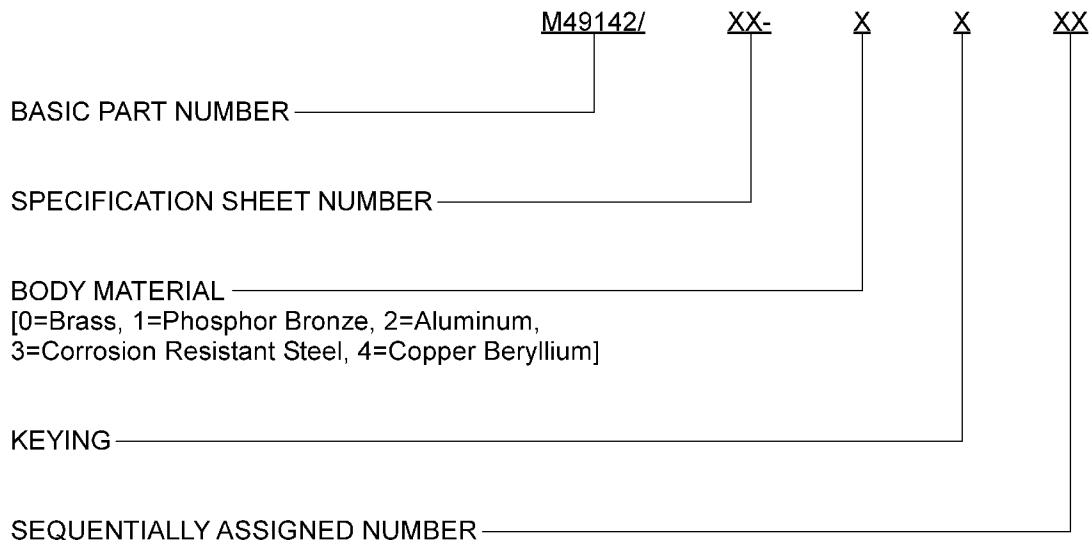 M49142/ XX- X X XX
BASIC PART NUMBER
SPECIFICATION SHEET NUMBER
BODY MATERIAL
[0=Brass, 1=Phosphor Bronze, 2=Aluminum,
3=Corrosion Resistant Steel, 4=Copper Beryllium]
KEYING
SEQUENTIALLY ASSIGNED NUMBER